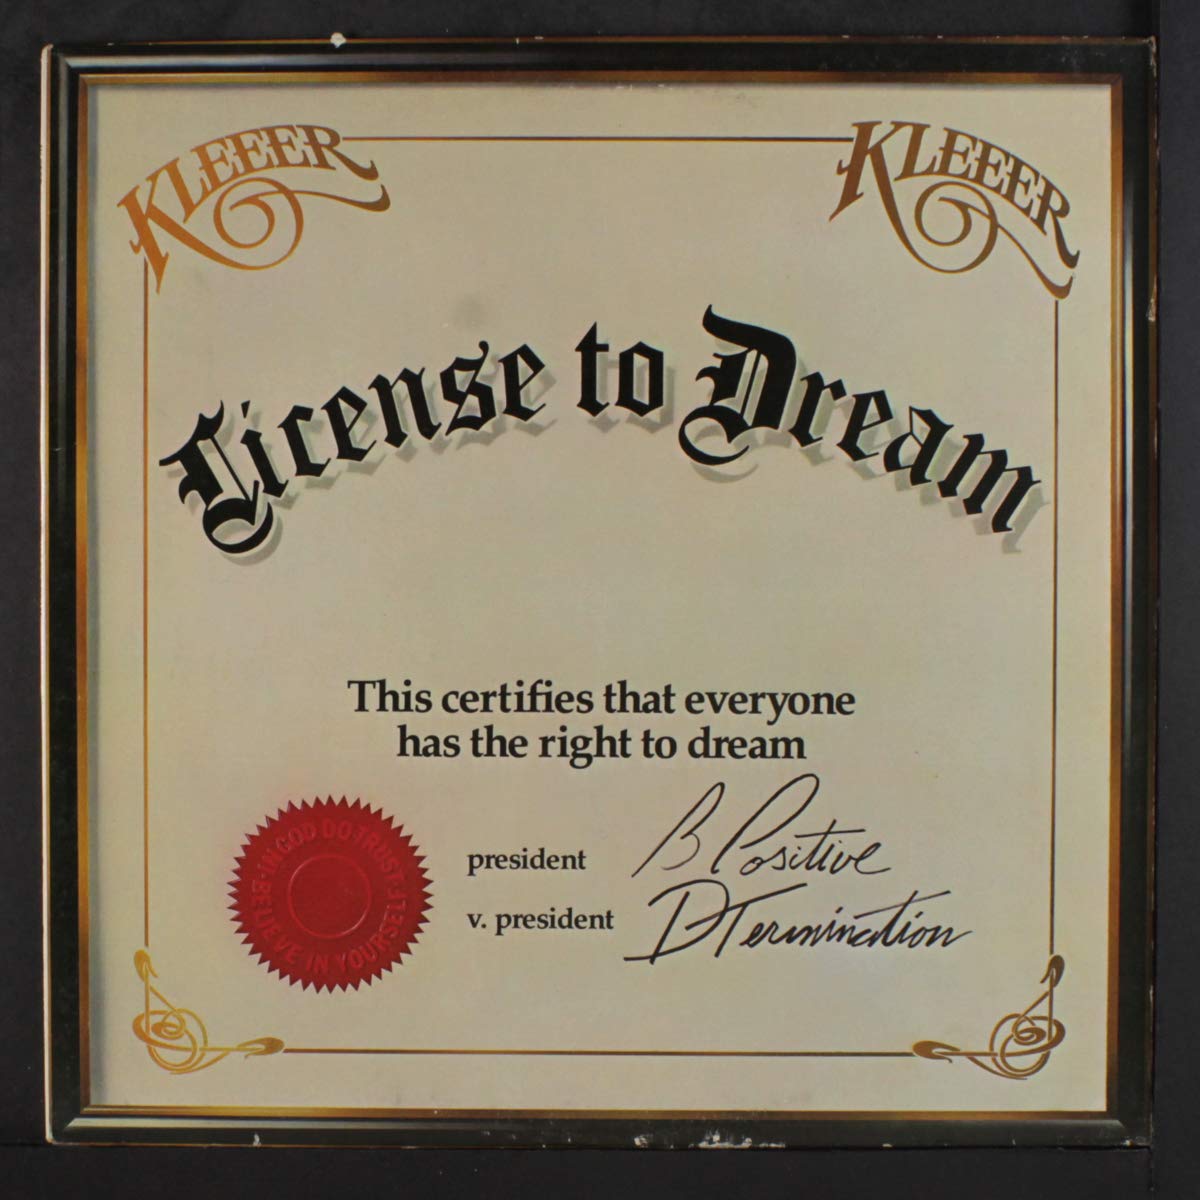 KLEEER KLEEER
License to Dream
This certifies that everyone
has the right to dream
president B Positive
v. president DTermination
IN GOD DO TRUST
BELIEVE · IN YOURSELF